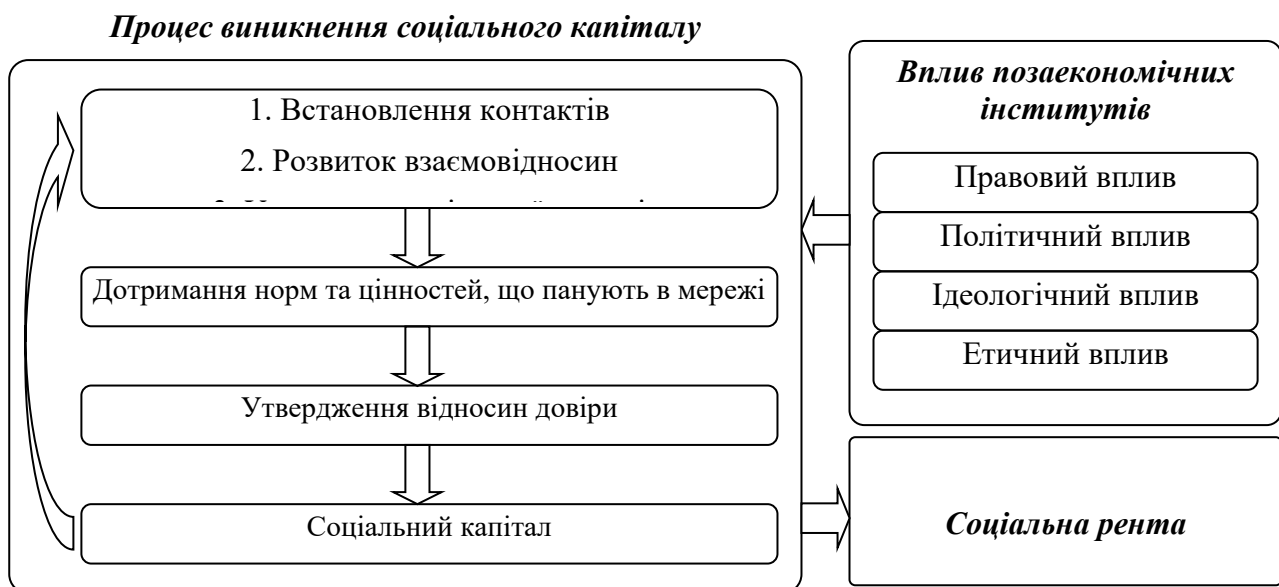 Процес виникнення соціального капіталу
1. Встановлення контактів
2. Розвиток взаємовідносин
Дотримання норм та цінностей, що панують в мережі
Утвердження відносин довіри
Соціальний капітал
Вплив позаекономічних
інститутів
Правовий вплив
Політичний вплив
Ідеологічний вплив
Етичний вплив
Соціальна рента